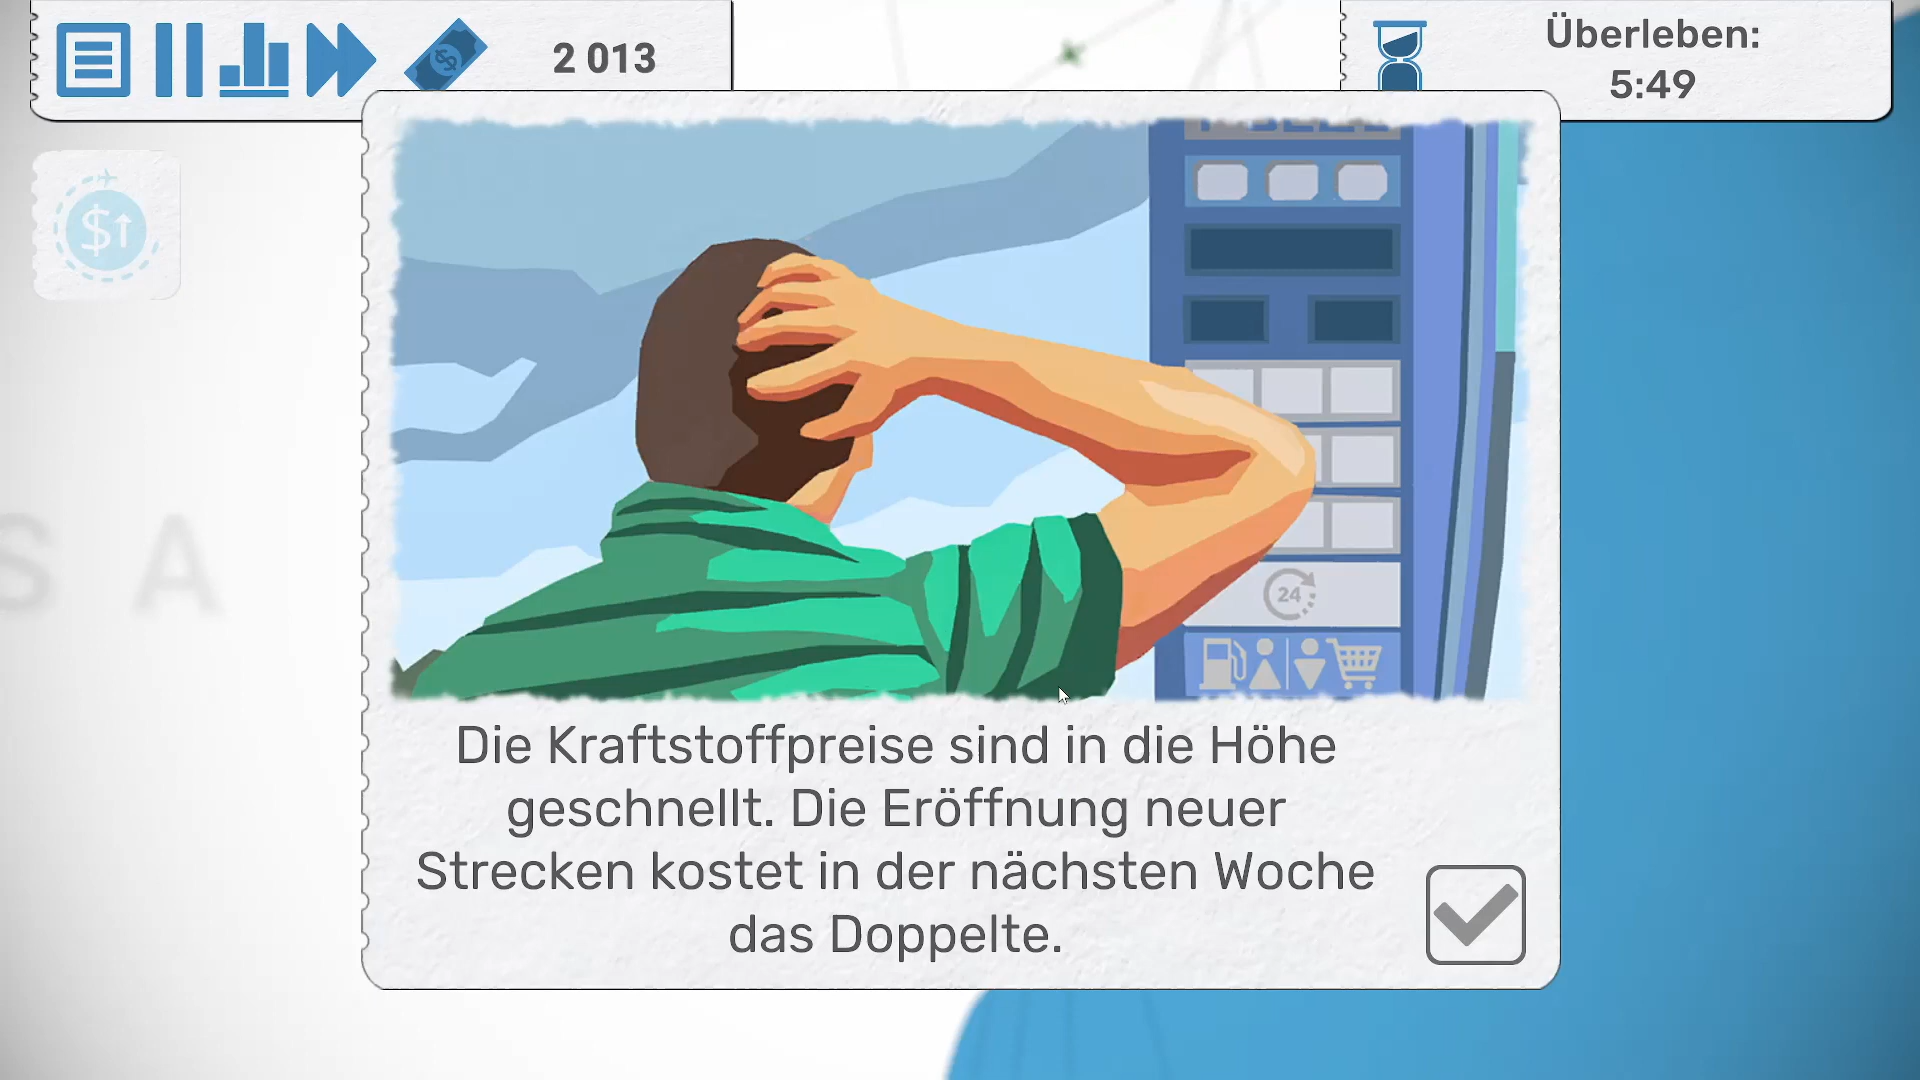 2 013
Überleben:
5:49
$↑
S A
24
Die Kraftstoffpreise sind in die Höhe
geschnellt. Die Eröffnung neuer
Strecken kostet in der nächsten Woche
das Doppelte.